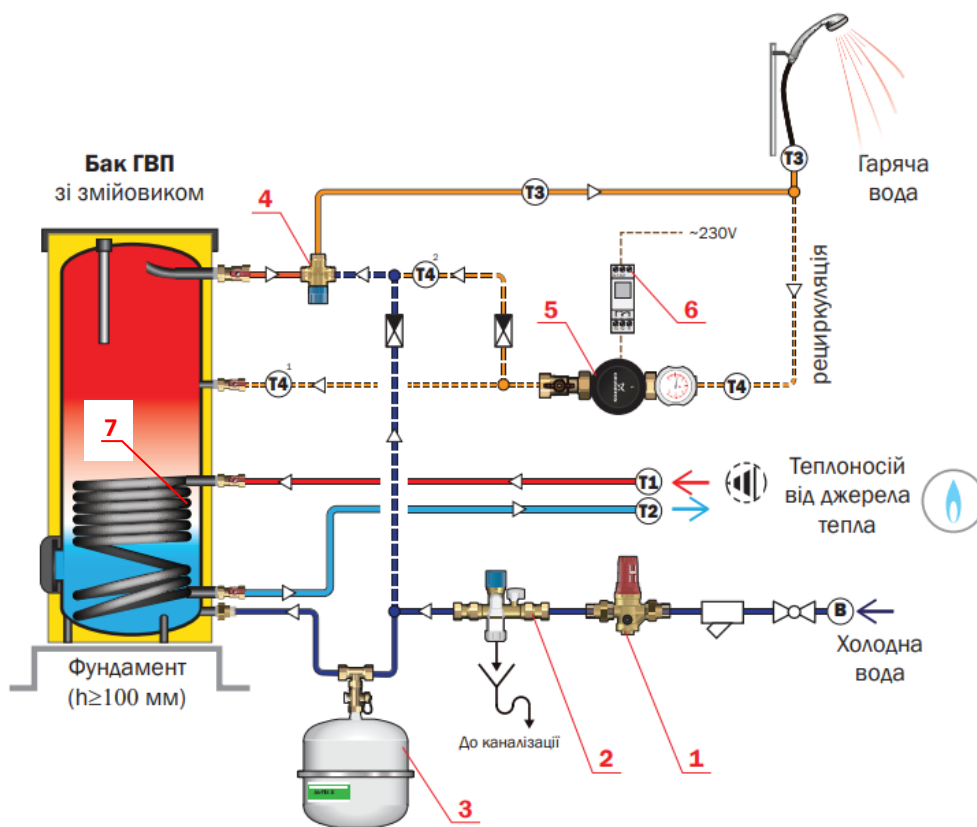 Бак ГВП
зі змійовиком
4
T3
T3
Гаряча
вода
~230V
T4 2
6
5
рециркуляція
T4 1
T4
7
T1
T2
Теплоносій
від джерела
тепла
B
Холодна
вода
Фундамент
(h≥100 мм)
До каналізації
2
1
3